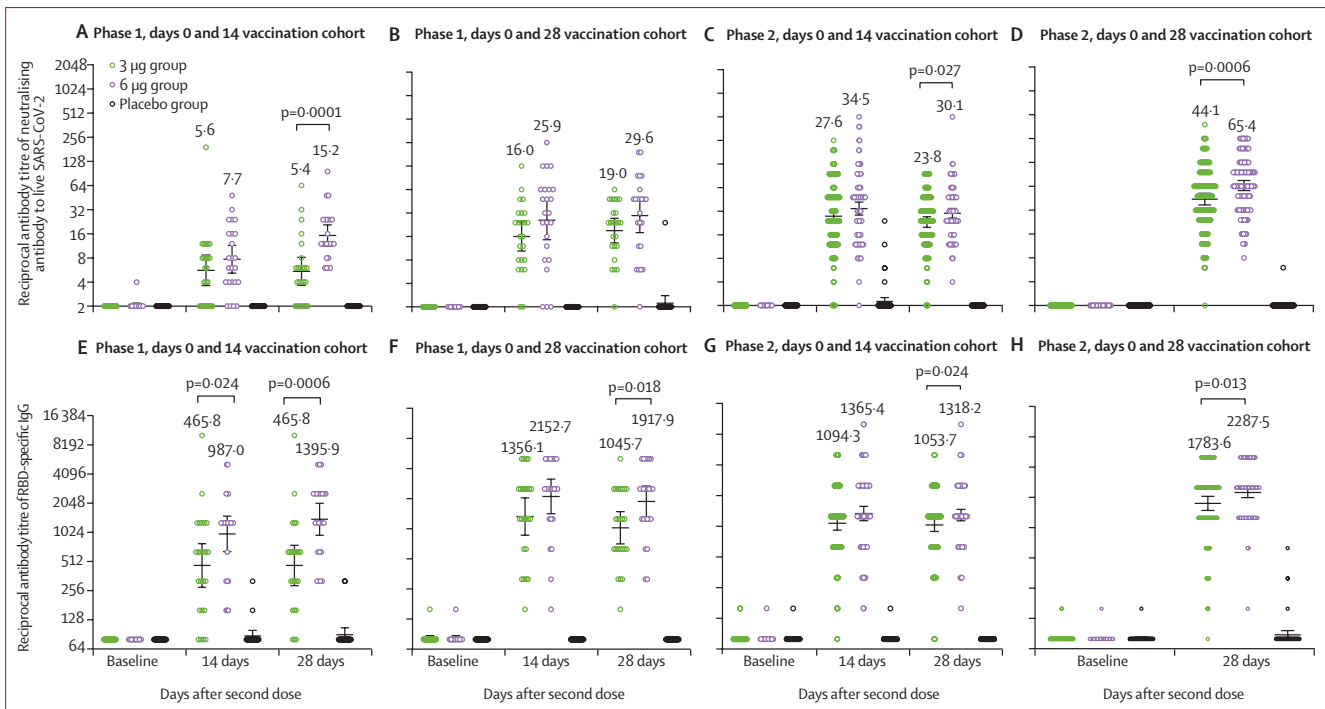 A Phase 1, days 0 and 14 vaccination cohort
B Phase 1, days 0 and 28 vaccination cohort
C Phase 2, days 0 and 14 vaccination cohort
D Phase 2, days 0 and 28 vaccination cohort
Reciprocal antibody titre of neutralising
antibody to live SARS-CoV-2
2048
1024
512
256
128
64
32
16
8
4
2
3 µg group
6 µg group
Placebo group
5·6
7·7
p=0·0001
5·4
15·2
16·0
25·9
19·0
29·6
27·6
34·5
p=0·027
23·8
30·1
p=0·0006
44·1
65·4
E Phase 1, days 0 and 14 vaccination cohort
F Phase 1, days 0 and 28 vaccination cohort
G Phase 2, days 0 and 14 vaccination cohort
H Phase 2, days 0 and 28 vaccination cohort
Reciprocal antibody titre of RBD-specific IgG
16 384
8192
4096
2048
1024
512
256
128
64
p=0·024
465·8
987·0
p=0·0006
465·8
1395·9
1356·1
2152·7
p=0·018
1045·7
1917·9
1094·3
1365·4
p=0·024
1053·7
1318·2
p=0·013
1783·6
2287·5
Baseline 14 days 28 days
Baseline 14 days 28 days
Baseline 14 days 28 days
Baseline 28 days
Days after second dose
Days after second dose
Days after second dose
Days after second dose